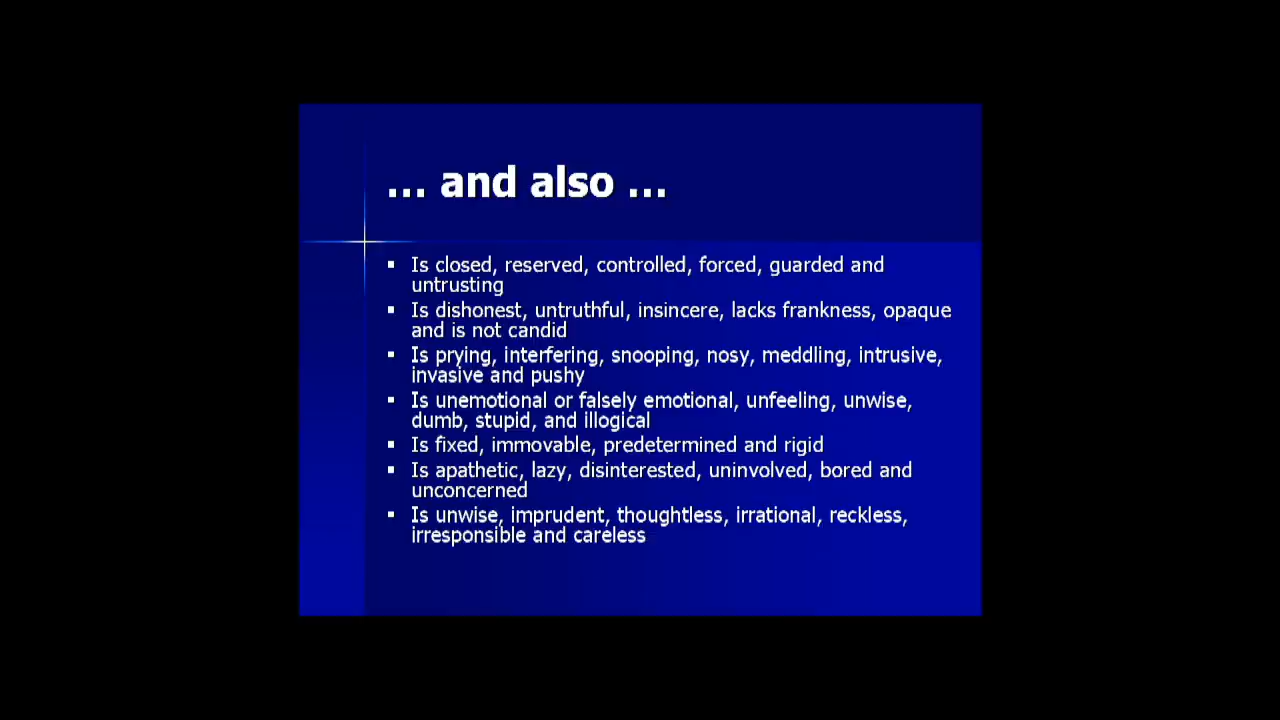 ... and also ...
▪ Is closed, reserved, controlled, forced, guarded and
untrusting
▪ Is dishonest, untruthful, insincere, lacks frankness, opaque
and is not candid
▪ Is prying, interfering, snooping, nosy, meddling, intrusive,
invasive and pushy
▪ Is unemotional or falsely emotional, unfeeling, unwise,
dumb, stupid, and illogical
▪ Is fixed, immovable, predetermined and rigid
▪ Is apathetic, lazy, disinterested, uninvolved, bored and
unconcerned
▪ Is unwise, imprudent, thoughtless, irrational, reckless,
irresponsible and careless